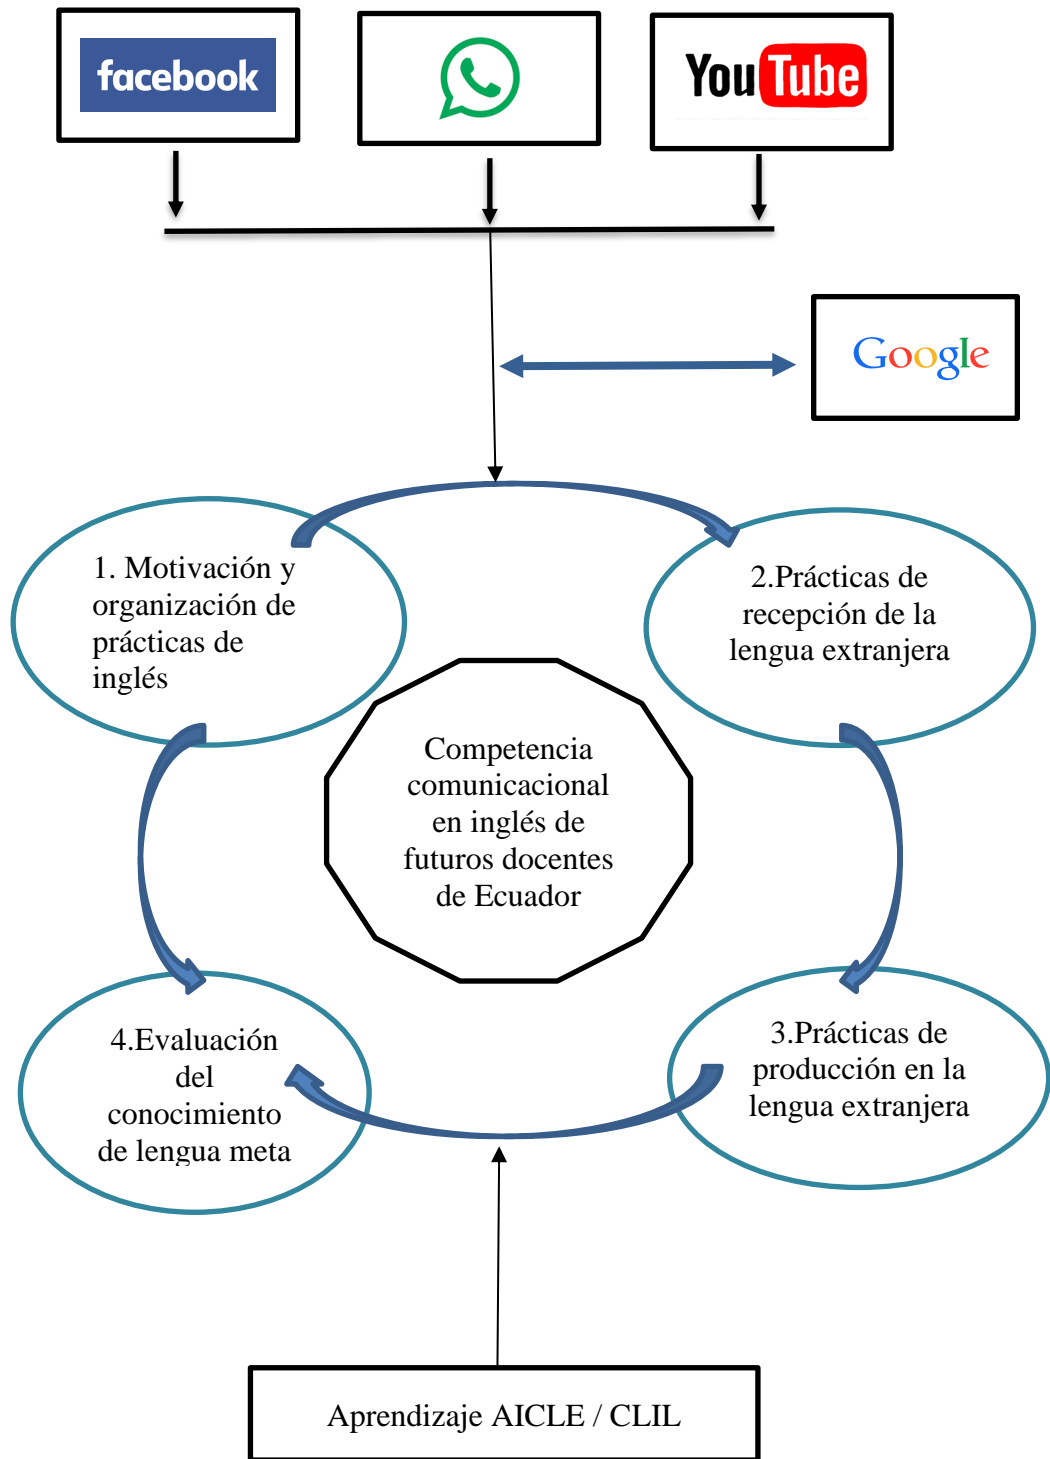 facebook
YouTube
Google
1. Motivación y
organización de
prácticas de
inglés
2.Prácticas de
recepción de la
lengua extranjera
Competencia
comunicacional
en inglés de
futuros docentes
de Ecuador
4.Evaluación
del
conocimiento
de lengua meta
3.Prácticas de
producción en la
lengua extranjera
Aprendizaje AICLE / CLIL